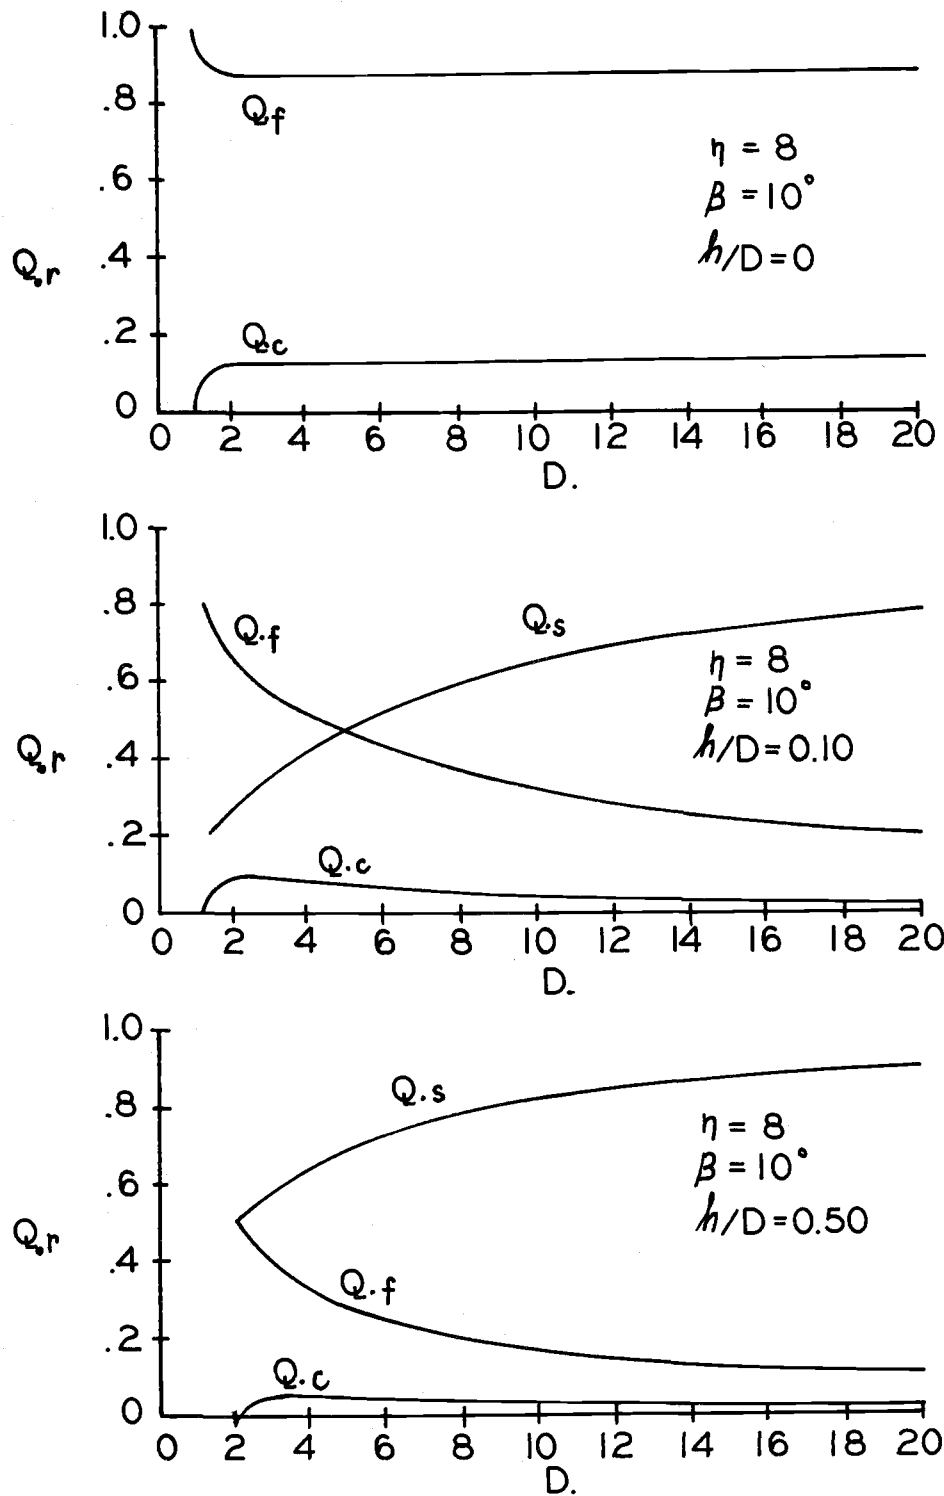 1.0
.8
Q.f
η = 8
.6
β = 10°
Q.r
.4
h/D = 0
.2
Q.c
0
0 2 4 6 8 10 12 14 16 18 20
D.
1.0
.8
Q.f
Q.s
.6
η = 8
β = 10°
Q.r
.4
h/D = 0.10
.2
Q.c
0
0 2 4 6 8 10 12 14 16 18 20
D.
1.0
.8
Q.s
η = 8
.6
β = 10°
Q.r
h/D = 0.50
.4
Q.f
.2
Q.c
0
0 2 4 6 8 10 12 14 16 18 20
D.